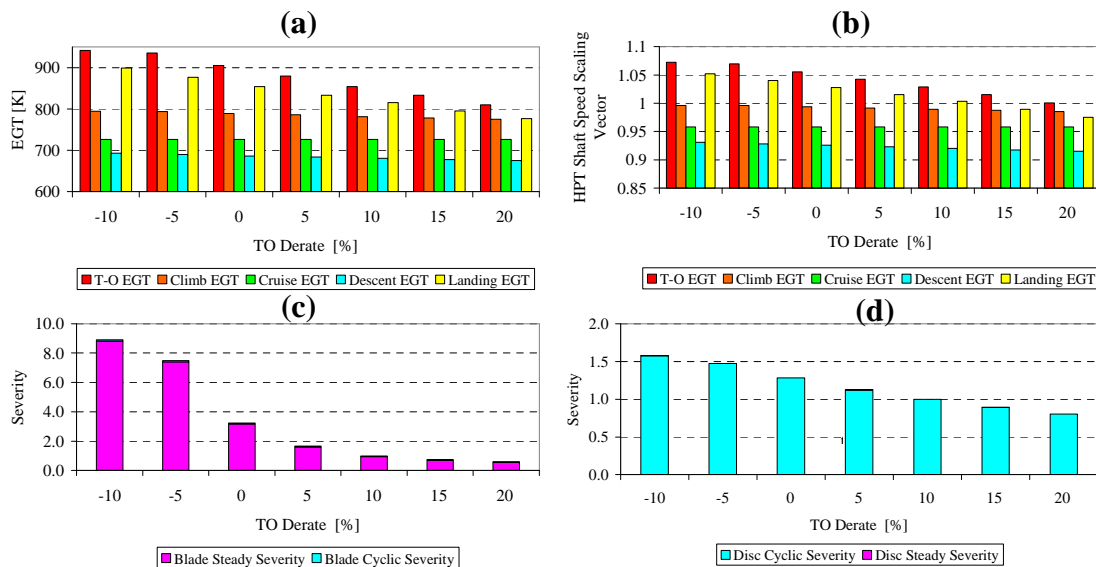 (a)
EGT [K]
900
800
700
600
-10 -5 0 5 10 15 20
TO Derate [%]
T-O EGT Climb EGT Cruise EGT Descent EGT Landing EGT
(b)
HPT Shaft Speed Scaling
Vector
1.1
1.05
1
0.95
0.9
0.85
-10 -5 0 5 10 15 20
TO Derate [%]
T-O EGT Climb EGT Cruise EGT Descent EGT Landing EGT
(c)
Severity
10.0
8.0
6.0
4.0
2.0
0.0
-10 -5 0 5 10 15 20
TO Derate [%]
Blade Steady Severity Blade Cyclic Severity
(d)
Severity
2.0
1.5
1.0
0.5
0.0
-10 -5 0 5 10 15 20
TO Derate [%]
Disc Cyclic Severity Disc Steady Severity